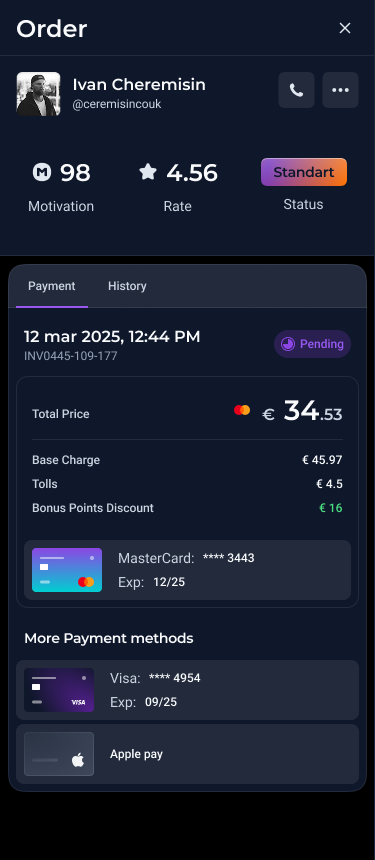 Order
Ivan Cheremisin
@ceremisincouk
M 98
4.56
Standart
Motivation
Rate
Status
Payment
History
12 mar 2025, 12:44 PM
INV0445-109-177
Pending
Total Price
€ 34.53
Base Charge
€ 45.97
Tolls
€ 4.5
Bonus Points Discount
€ 16
MasterCard: **** 3443
Exp: 12/25
More Payment methods
Visa: **** 4954
Exp: 09/25
VISA
Apple pay